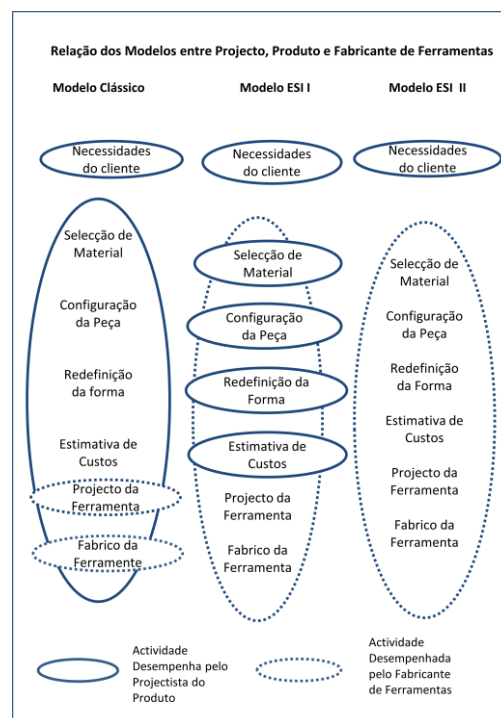 Relação dos Modelos entre Projecto, Produto e Fabricante de Ferramentas
Modelo Clássico
Necessidades
do cliente
Selecção de
Material
Configuração
da Peça
Redefinição
da forma
Estimativa de
Custos
Projecto da
Ferramenta
Fabrico da
Ferramente
Modelo ESI I
Necessidades
do cliente
Selecção de
Material
Configuração
da Peça
Redefinição da
Forma
Estimativa de
Custos
Projecto da
Ferramenta
Fabrico da
Ferramenta
Modelo ESI II
Necessidades
do cliente
Selecção de
Material
Configuração
da Peça
Redefinição
da Forma
Estimativa de
Custos
Projecto da
Ferramenta
Fabrico da
Ferramenta
Actividade
Desempenha pelo
Projectista do
Produto
Actividade
Desempenhada
pelo Fabricante
de Ferramentas